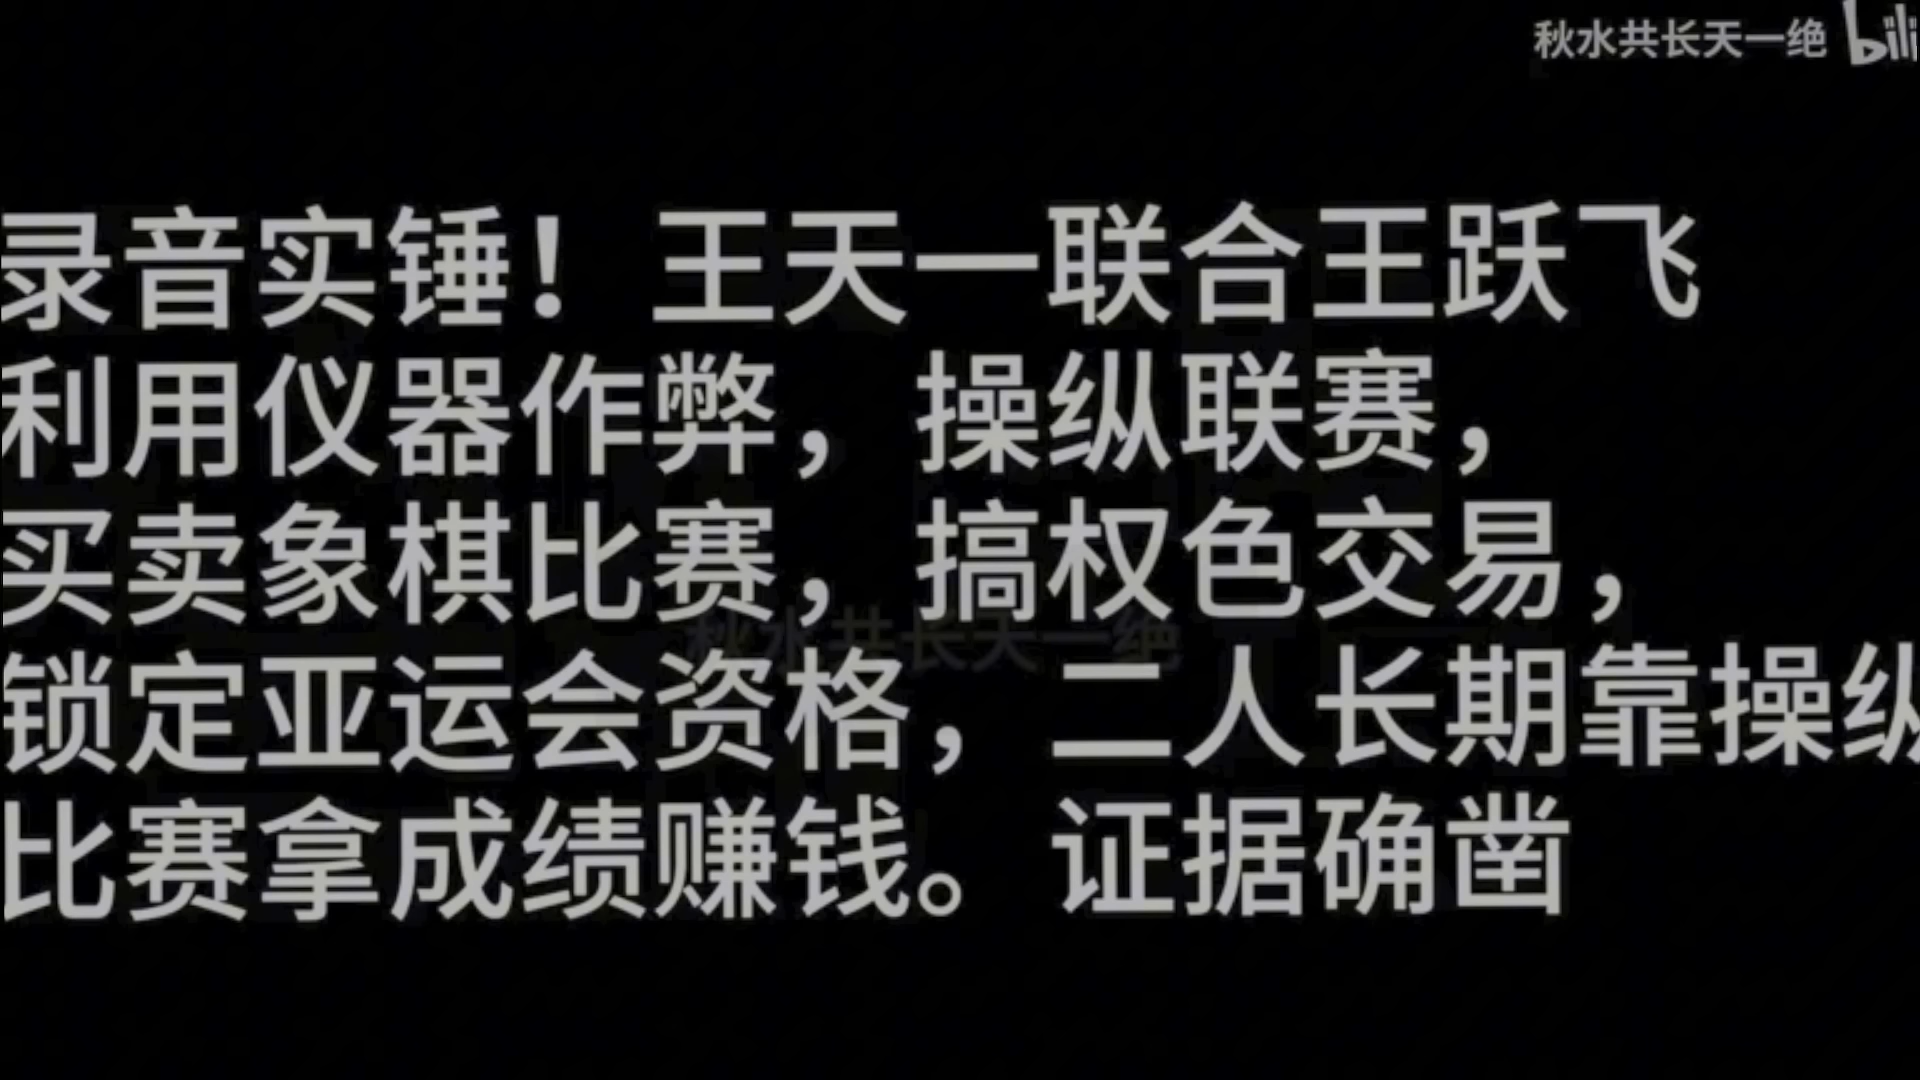 秋水共长天一绝 bili
录音实锤！王天一联合王跃飞
利用仪器作弊，操纵联赛，
买卖象棋比赛，搞权色交易，
秋水共长天一绝
锁定亚运会资格，二人长期靠操纵
比赛拿成绩赚钱。证据确凿